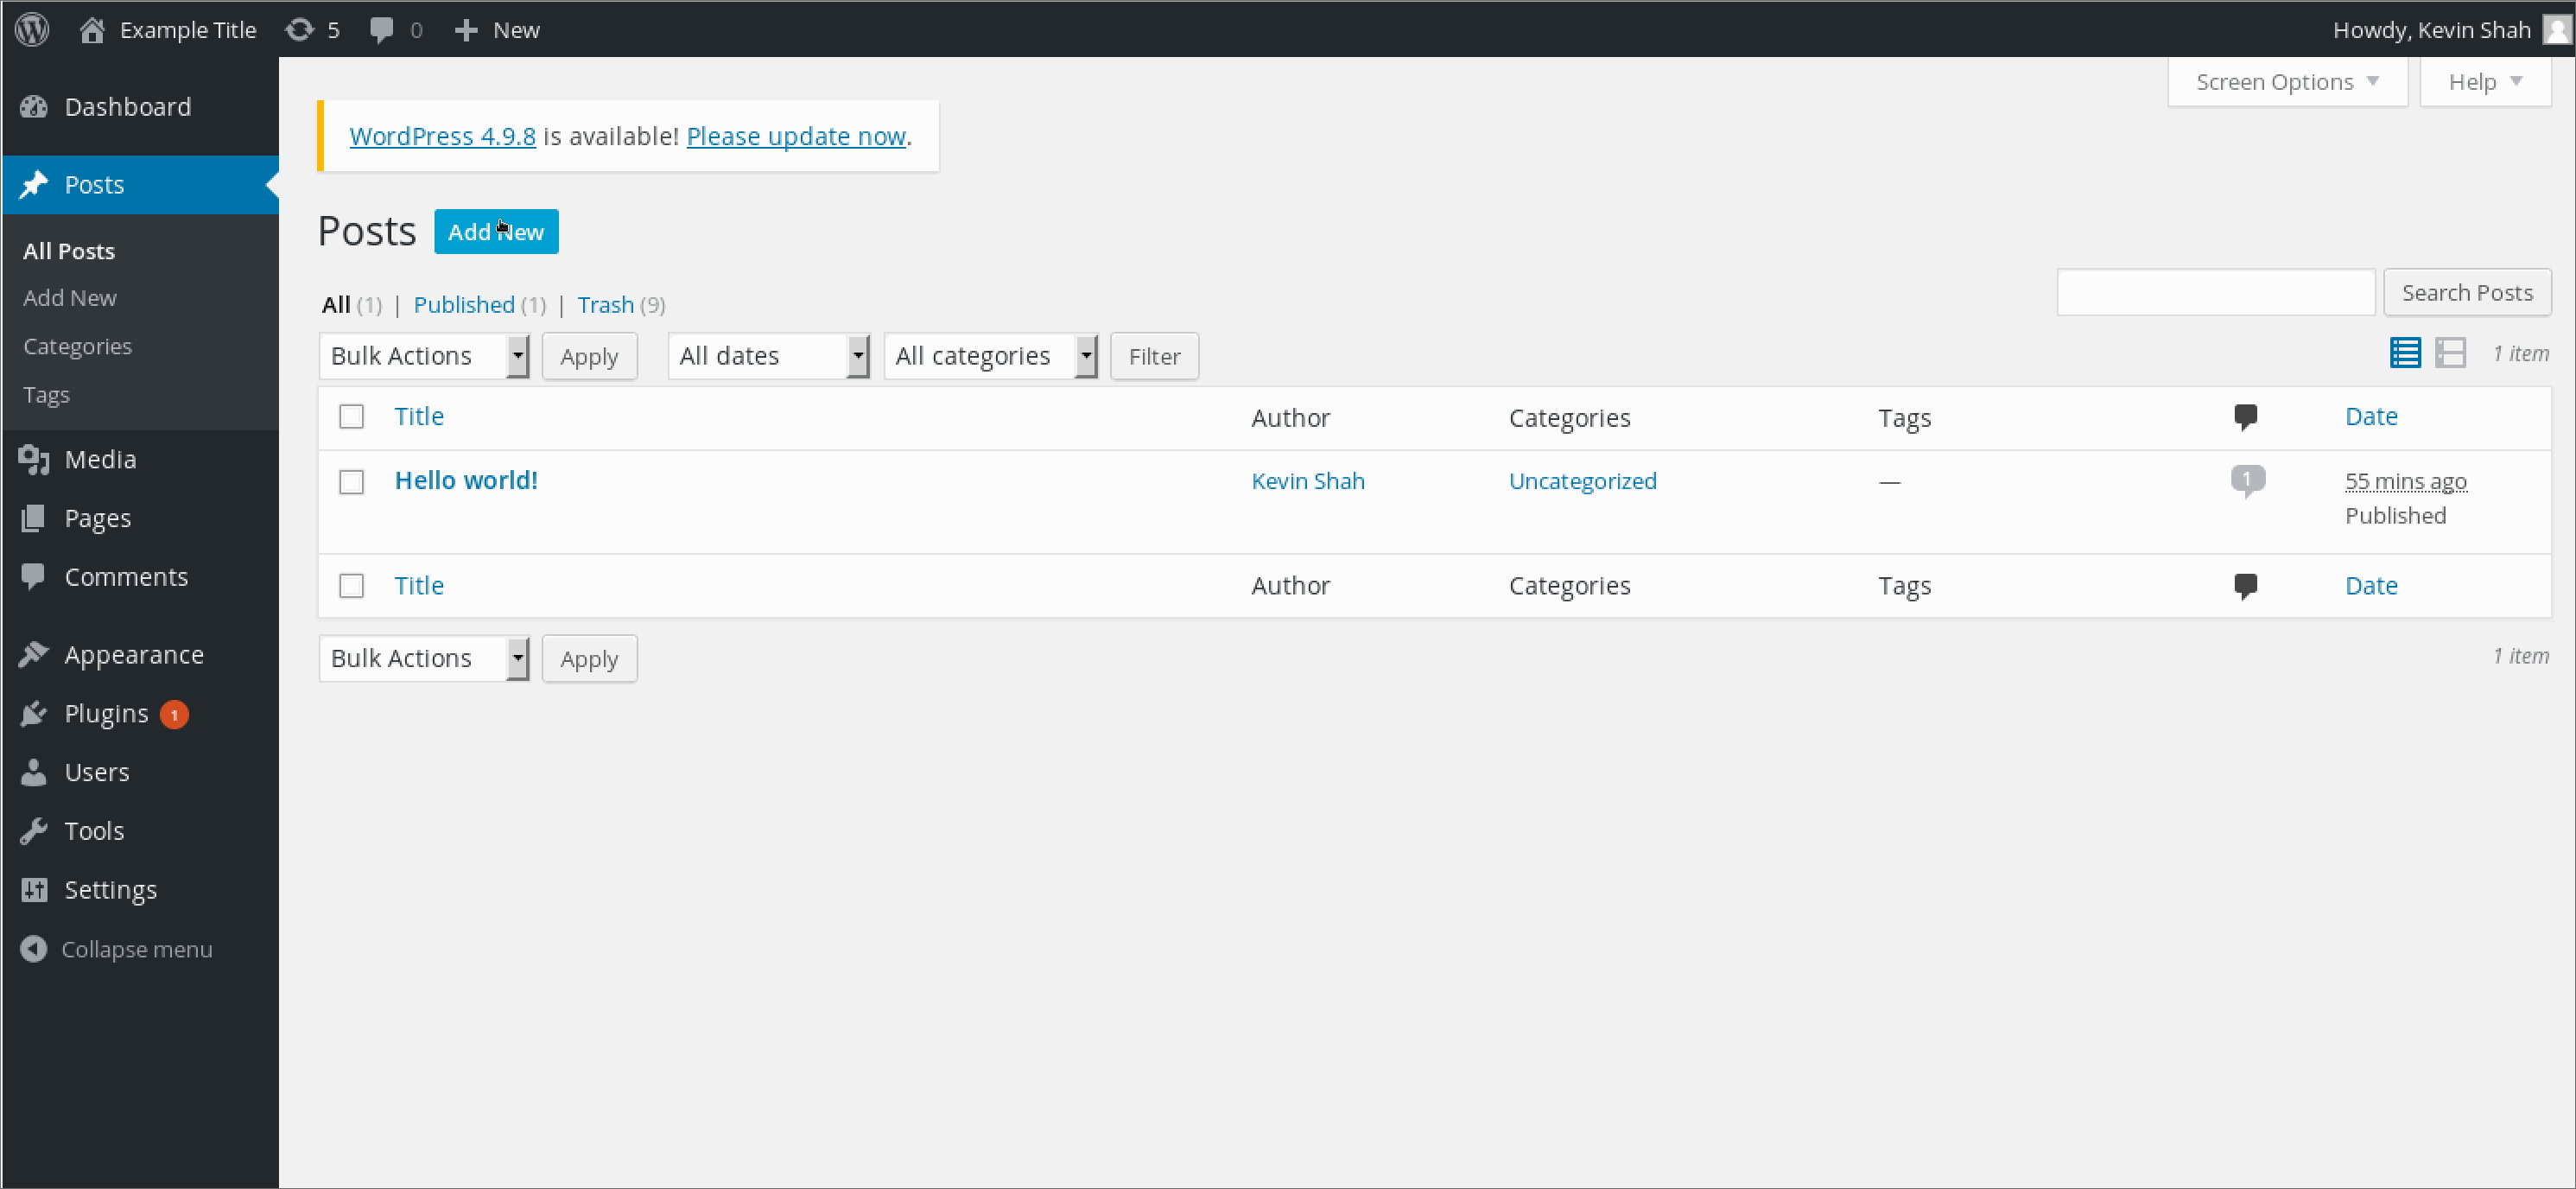 Example Title 5 0 New Howdy, Kevin Shah
Dashboard
Posts
All Posts
Add New
Categories
Tags
Media
Pages
Comments
Appearance
Plugins 1
Users
Tools
Settings
Collapse menu
Screen Options Help
WordPress 4.9.8 is available! Please update now.
Posts Add New
All (1) | Published (1) | Trash (9)
Search Posts
Bulk Actions Apply All dates All categories Filter 1 item
Title Author Categories Tags Date
Hello world! Kevin Shah Uncategorized — 1 55 mins ago
Published
Title Author Categories Tags Date
Bulk Actions Apply 1 item